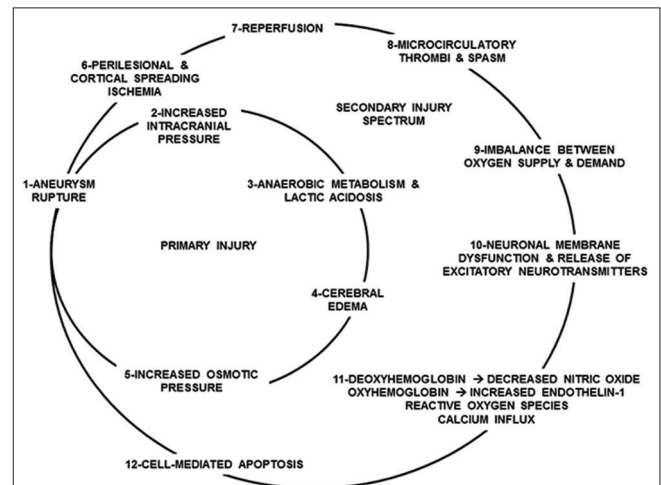 7-REPERFUSION
8-MICROCIRCULATORY
THROMBI & SPASM
6-PERILESIONAL &
CORTICAL SPREADING
ISCHEMIA
2-INCREASED
INTRACRANIAL
PRESSURE
SECONDARY INJURY
SPECTRUM
9-IMBALANCE BETWEEN
OXYGEN SUPPLY & DEMAND
1-ANEURYSM
RUPTURE
3-ANAEROBIC METABOLISM &
LACTIC ACIDOSIS
PRIMARY INJURY
10-NEURONAL MEMBRANE
DYSFUNCTION & RELEASE OF
EXCITATORY NEUROTRANSMITTERS
4-CEREBRAL
EDEMA
5-INCREASED OSMOTIC
PRESSURE
11-DEOXYHEMOGLOBIN → DECREASED NITRIC OXIDE
OXYHEMOGLOBIN → INCREASED ENDOTHELIN-1
REACTIVE OXYGEN SPECIES
CALCIUM INFLUX
12-CELL-MEDIATED APOPTOSIS